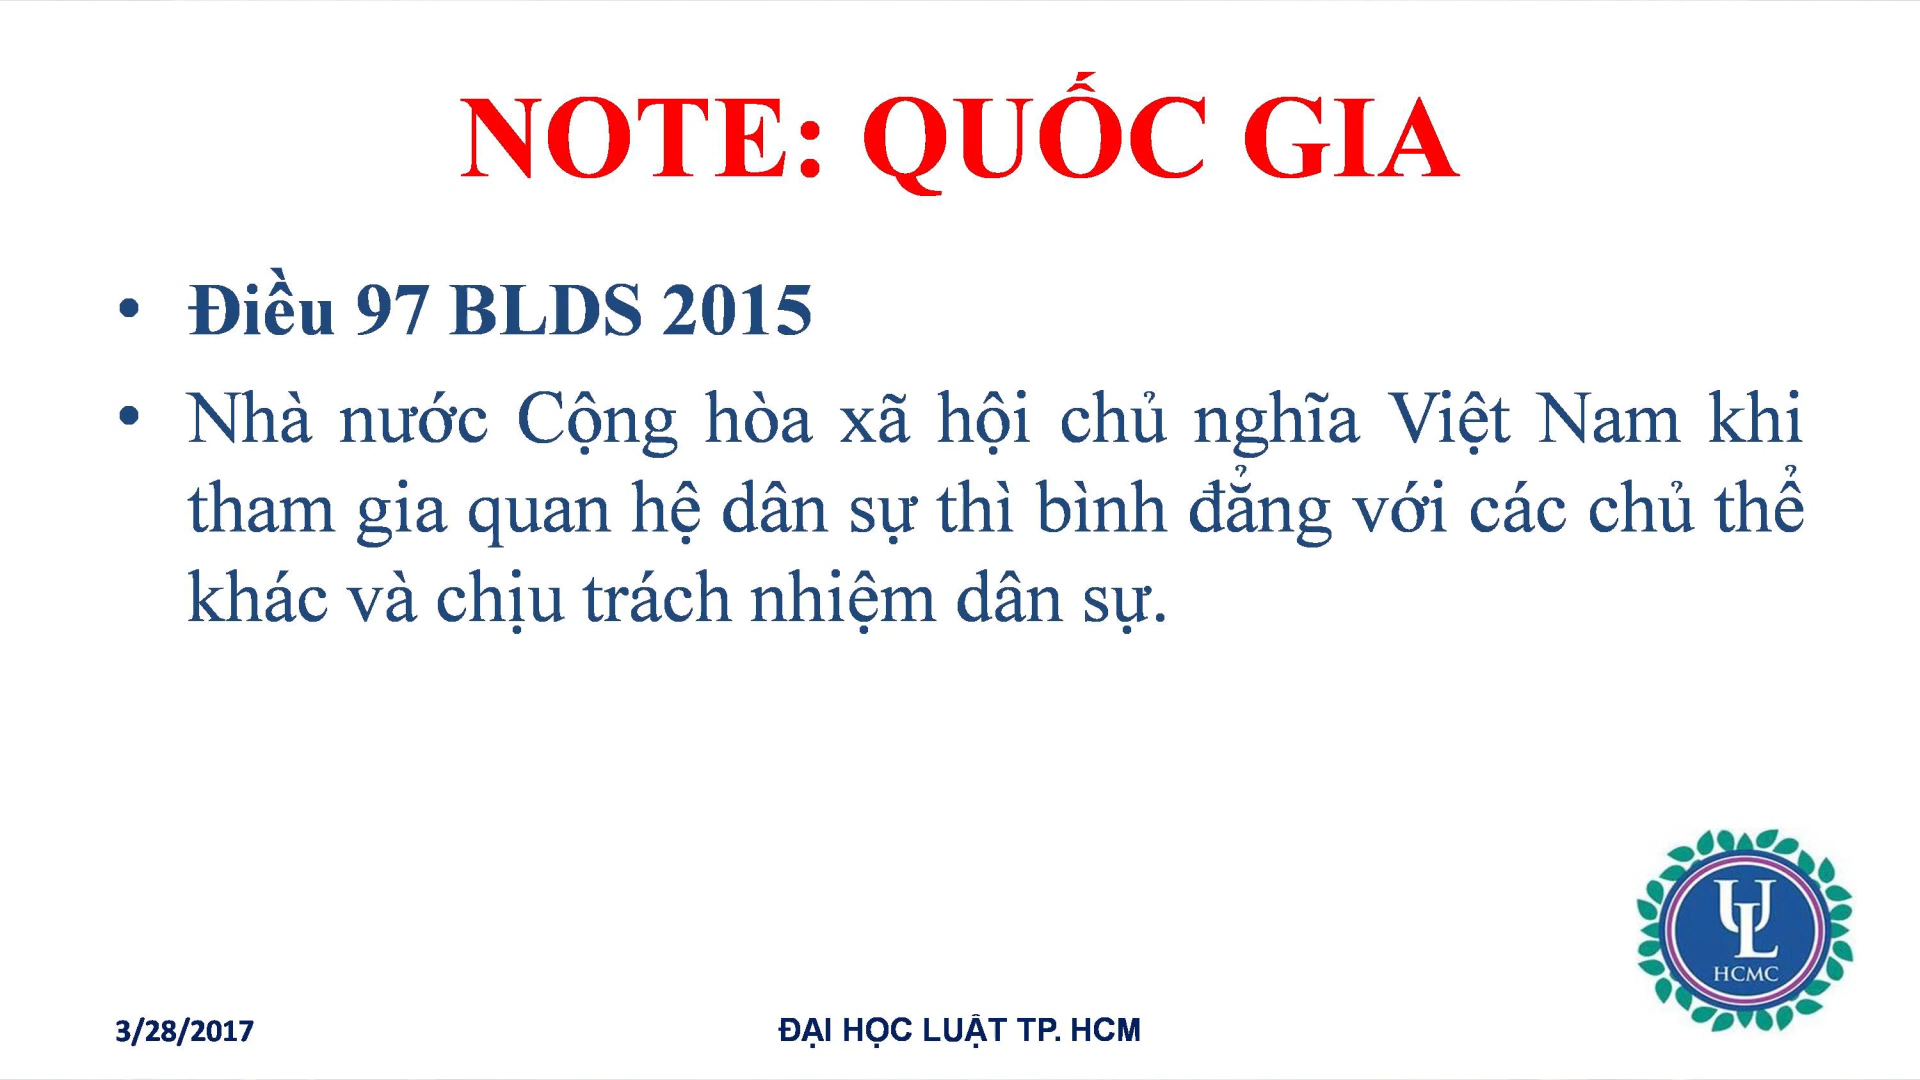 NOTE: QUỐC GIA
• Điều 97 BLDS 2015
• Nhà nước Cộng hòa xã hội chủ nghĩa Việt Nam khi
tham gia quan hệ dân sự thì bình đẳng với các chủ thể
khác và chịu trách nhiệm dân sự.
UL
HCMC
3/28/2017
ĐẠI HỌC LUẬT TP. HCM